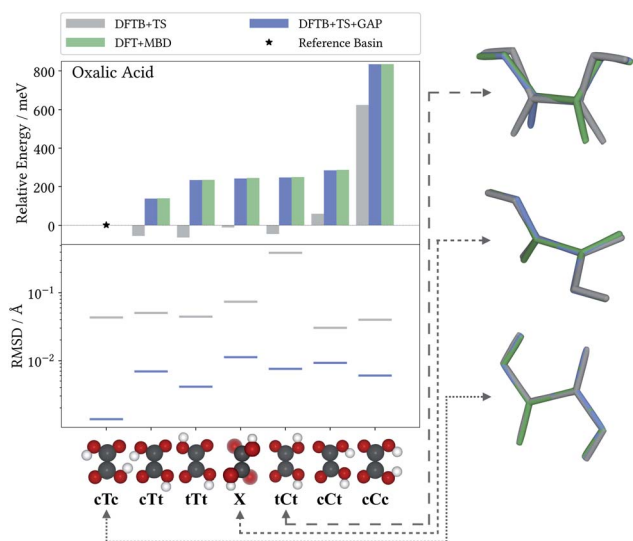 DFTB+TS
DFTB+TS+GAP
DFT+MBD
Reference Basin
Oxalic Acid
Relative Energy / meV
800
600
400
200
0
RMSD / Å
10⁻¹
10⁻²
cTc cTt tTt X tCt cCt cCc